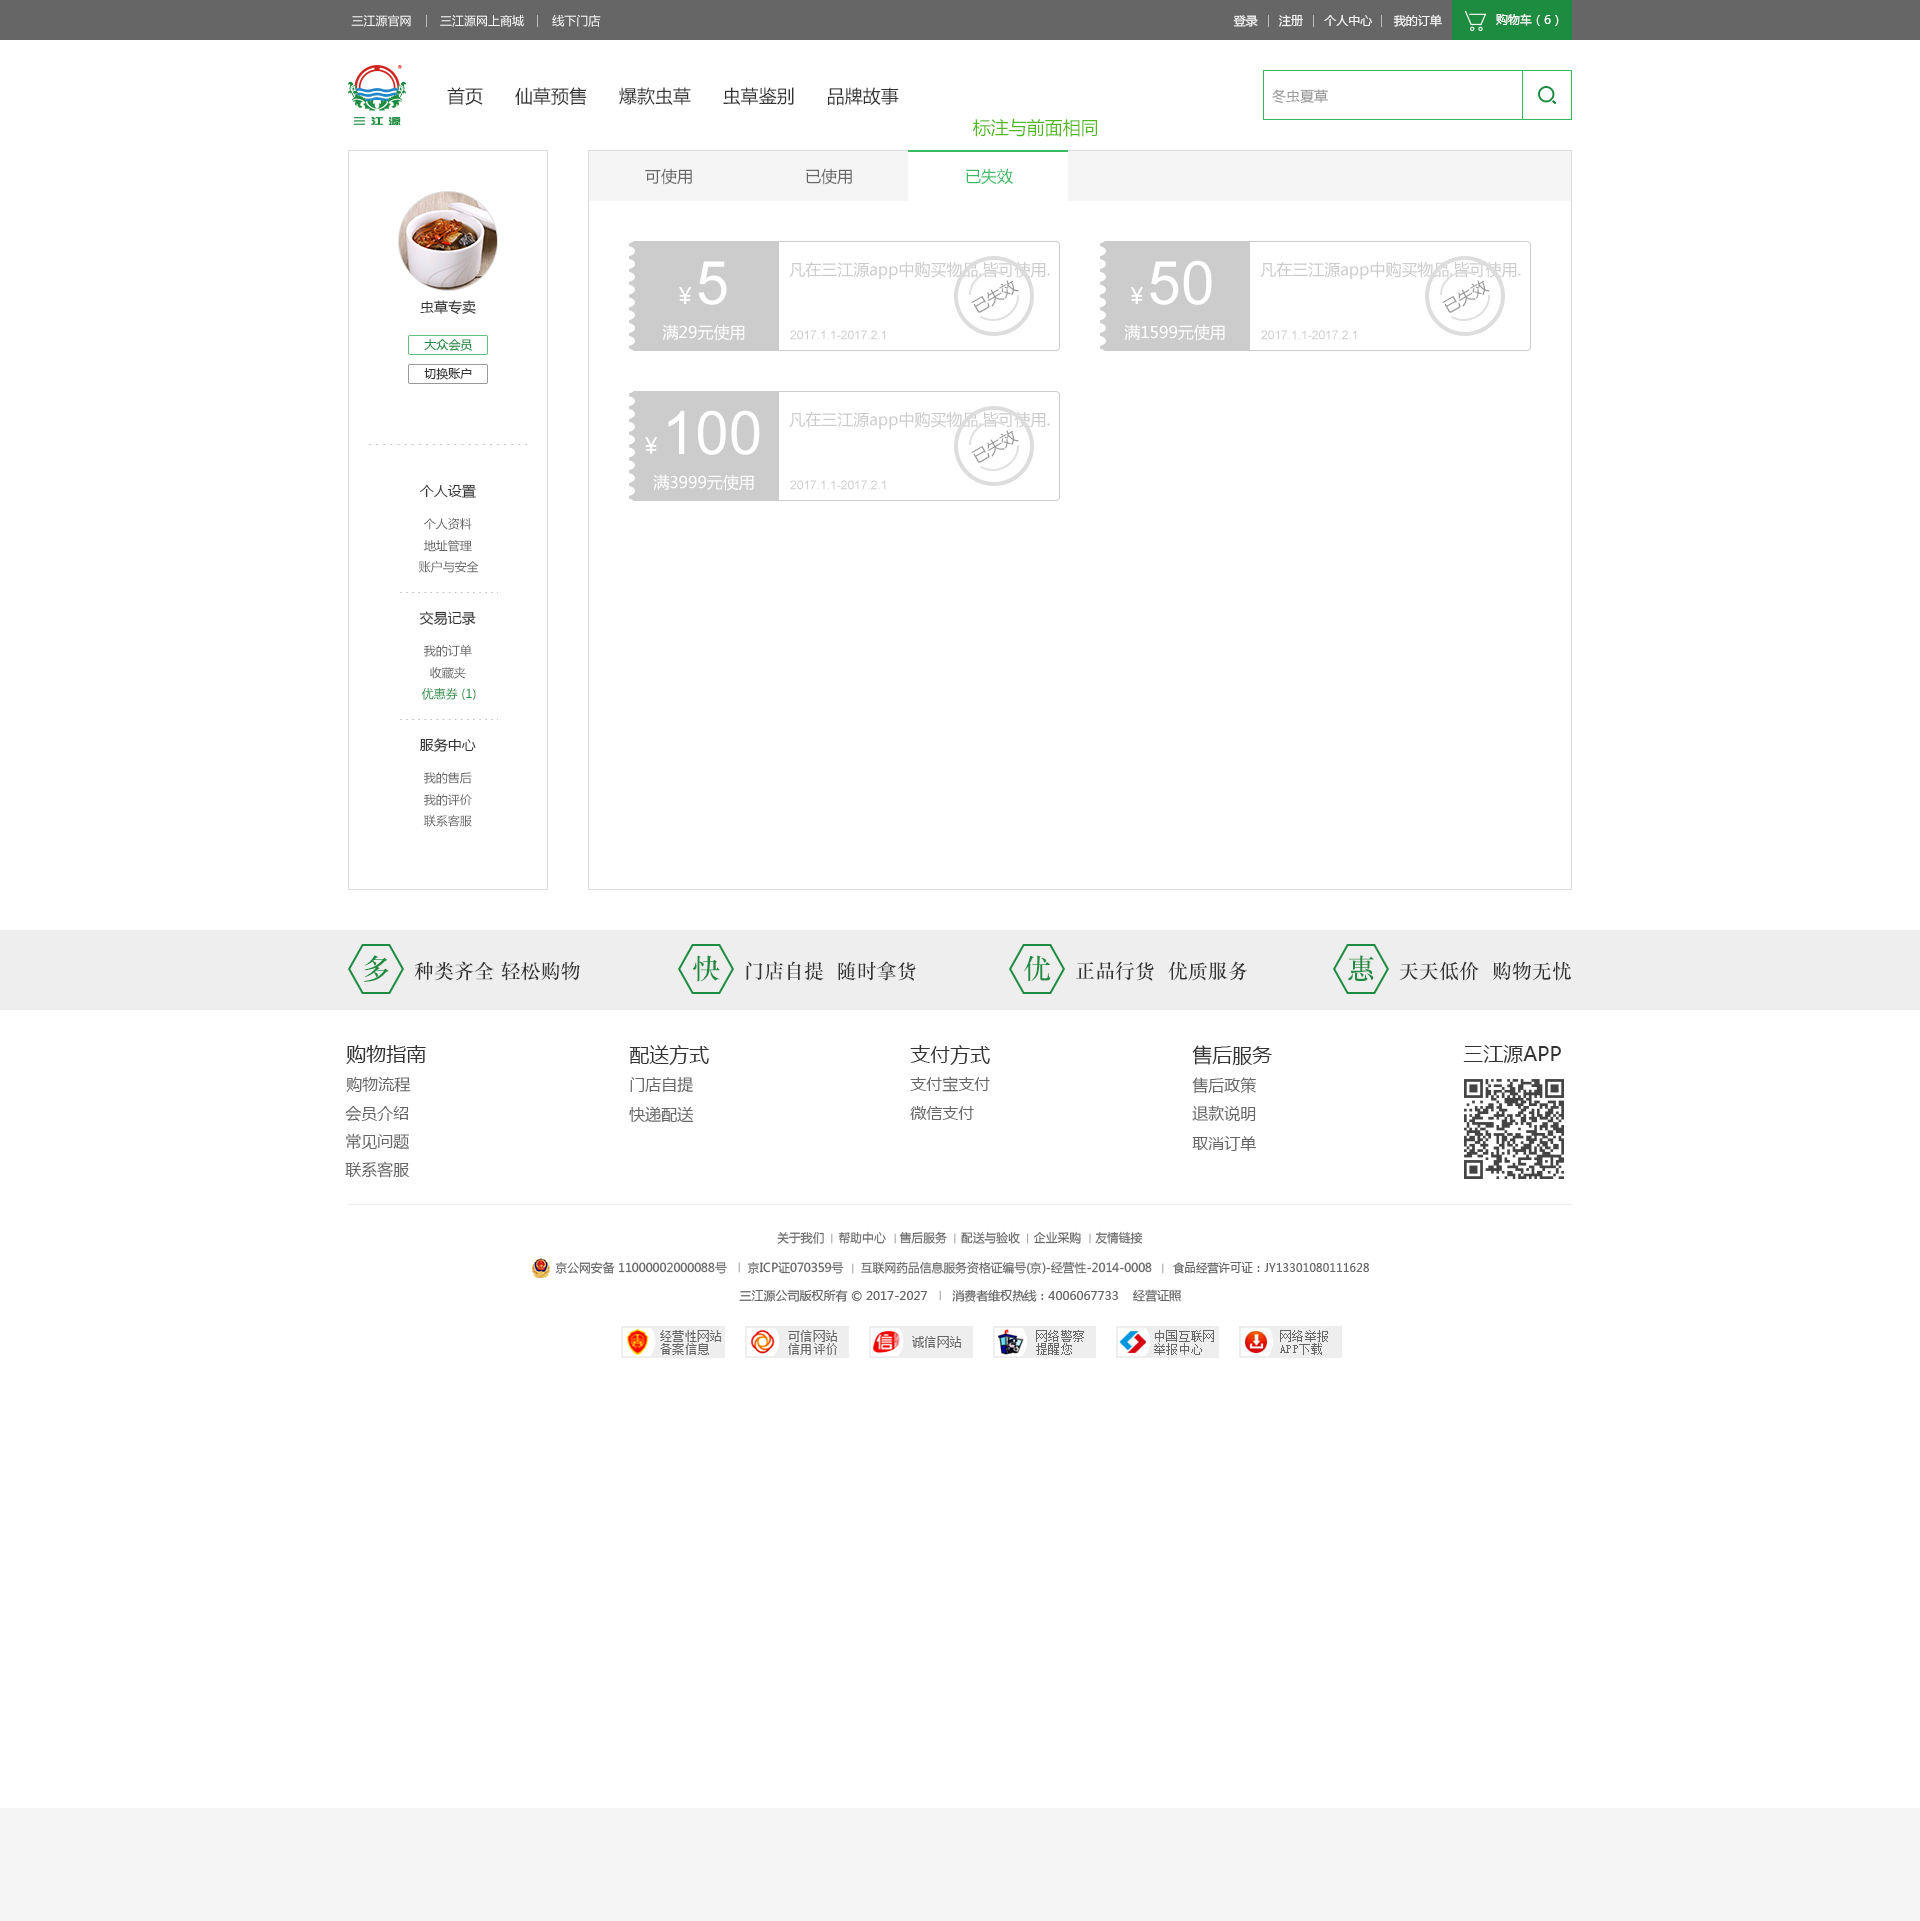 三江源官网 | 三江源网上商城 | 线下门店
登录 | 注册 | 个人中心 | 我的订单 购物车（6）
三江源
首页 仙草预售 爆款虫草 虫草鉴别 品牌故事
冬虫夏草
标注与前面相同
可使用 已使用 已失效
虫草专卖
大众会员
切换账户
个人设置
个人资料
地址管理
账户与安全
交易记录
我的订单
收藏夹
优惠券 (1)
服务中心
我的售后
我的评价
联系客服
¥ 5
满29元使用
凡在三江源app中购买物品,皆可使用.
已失效
2017.1.1-2017.2.1
¥ 50
满1599元使用
凡在三江源app中购买物品,皆可使用.
已失效
2017.1.1-2017.2.1
¥ 100
满3999元使用
凡在三江源app中购买物品,皆可使用.
已失效
2017.1.1-2017.2.1
多 种类齐全 轻松购物
快 门店自提 随时拿货
优 正品行货 优质服务
惠 天天低价 购物无忧
购物指南
购物流程
会员介绍
常见问题
联系客服
配送方式
门店自提
快递配送
支付方式
支付宝支付
微信支付
售后服务
售后政策
退款说明
取消订单
三江源APP
关于我们 | 帮助中心 | 售后服务 | 配送与验收 | 企业采购 | 友情链接
京公网安备 11000002000088号 | 京ICP证070359号 | 互联网药品信息服务资格证编号(京)-经营性-2014-0008 | 食品经营许可证：JY13301080111628
三江源公司版权所有 © 2017-2027 | 消费者维权热线：4006067733 经营证照
经营性网站
备案信息
可信网站
信用评价
信 诚信网站
网络警察
提醒您
中国互联网
举报中心
网络举报
APP下载